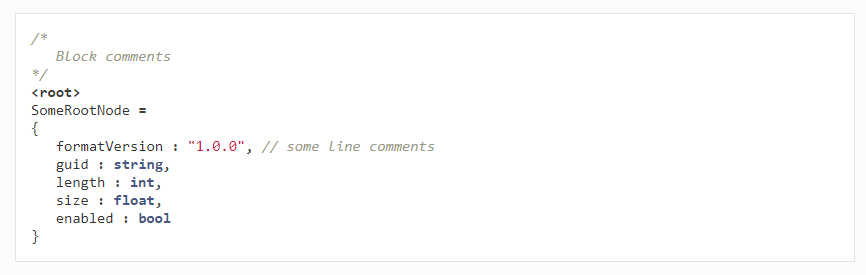 /*
   Block comments
*/
<root>
SomeRootNode =
{
   formatVersion : "1.0.0", // some line comments
   guid : string,
   length : int,
   size : float,
   enabled : bool
}